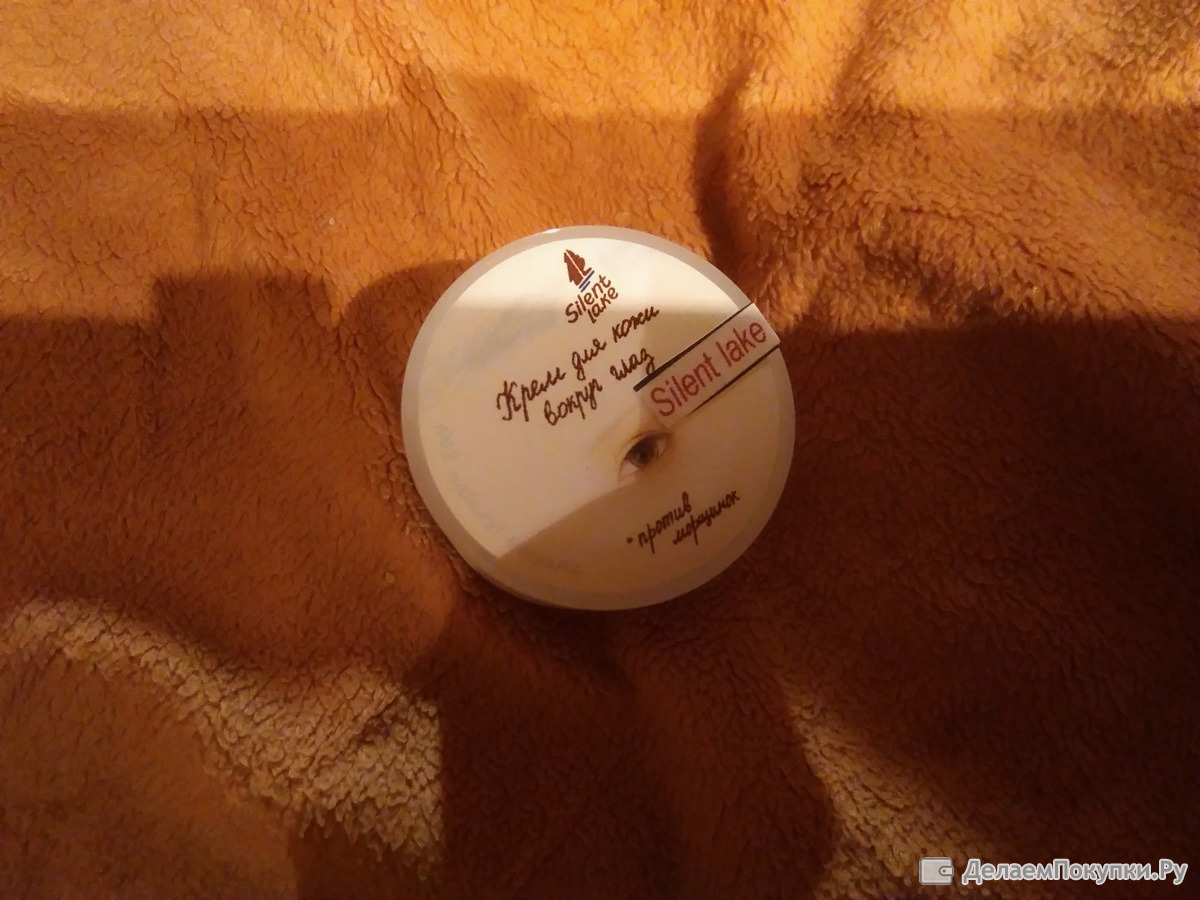 Silent
lake
Крем для кожи
вокруг глаз
Silent lake
*против
морщинок
ДелаемПокупки.Ру